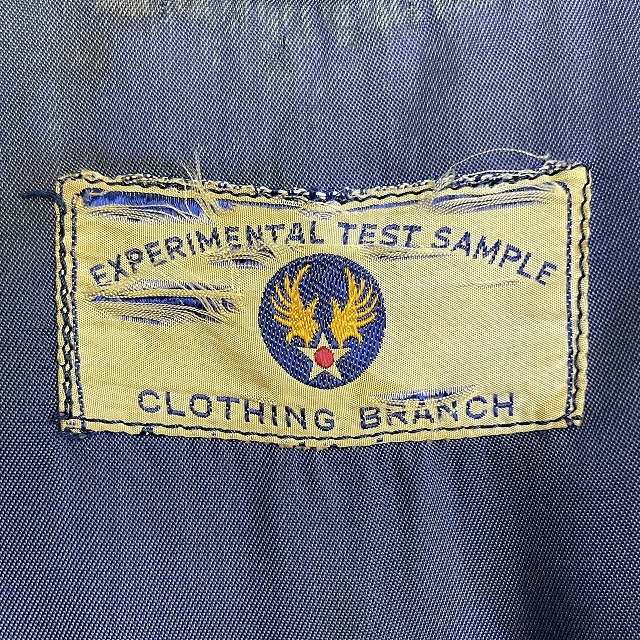 EXPERIMENTAL TEST SAMPLE
CLOTHING BRANCH